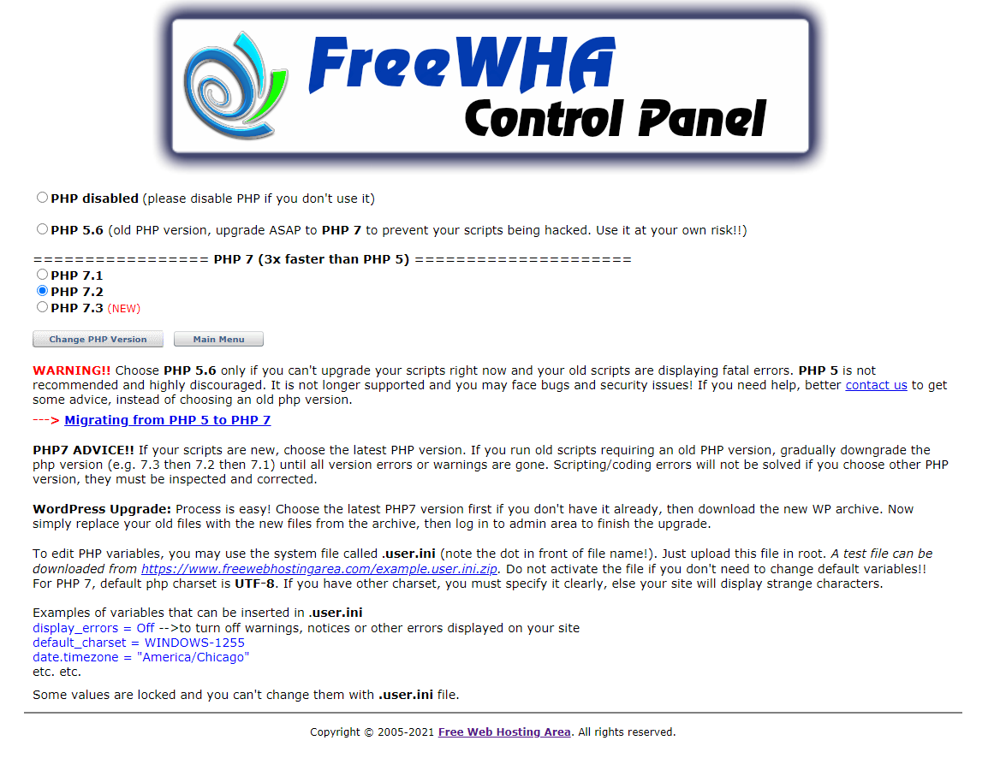 FreeWHA
Control Panel
PHP disabled (please disable PHP if you don't use it)
PHP 5.6 (old PHP version, upgrade ASAP to PHP 7 to prevent your scripts being hacked. Use it at your own risk!!)
================= PHP 7 (3x faster than PHP 5) =====================
PHP 7.1
PHP 7.2
PHP 7.3 (NEW)
Change PHP Version Main Menu
WARNING!! Choose PHP 5.6 only if you can't upgrade your scripts right now and your old scripts are displaying fatal errors. PHP 5 is not
recommended and highly discouraged. It is not longer supported and you may face bugs and security issues! If you need help, better contact us to get
some advice, instead of choosing an old php version.
---> Migrating from PHP 5 to PHP 7
PHP7 ADVICE!! If your scripts are new, choose the latest PHP version. If you run old scripts requiring an old PHP version, gradually downgrade the
php version (e.g. 7.3 then 7.2 then 7.1) until all version errors or warnings are gone. Scripting/coding errors will not be solved if you choose other PHP
version, they must be inspected and corrected.
WordPress Upgrade: Process is easy! Choose the latest PHP7 version first if you don't have it already, then download the new WP archive. Now
simply replace your old files with the new files from the archive, then log in to admin area to finish the upgrade.
To edit PHP variables, you may use the system file called .user.ini (note the dot in front of file name!). Just upload this file in root. A test file can be
downloaded from https://www.freewebhostingarea.com/example.user.ini.zip. Do not activate the file if you don't need to change default variables!!
For PHP 7, default php charset is UTF-8. If you have other charset, you must specify it clearly, else your site will display strange characters.
Examples of variables that can be inserted in .user.ini
display_errors = Off -->to turn off warnings, notices or other errors displayed on your site
default_charset = WINDOWS-1255
date.timezone = "America/Chicago"
etc. etc.
Some values are locked and you can't change them with .user.ini file.
Copyright © 2005-2021 Free Web Hosting Area. All rights reserved.